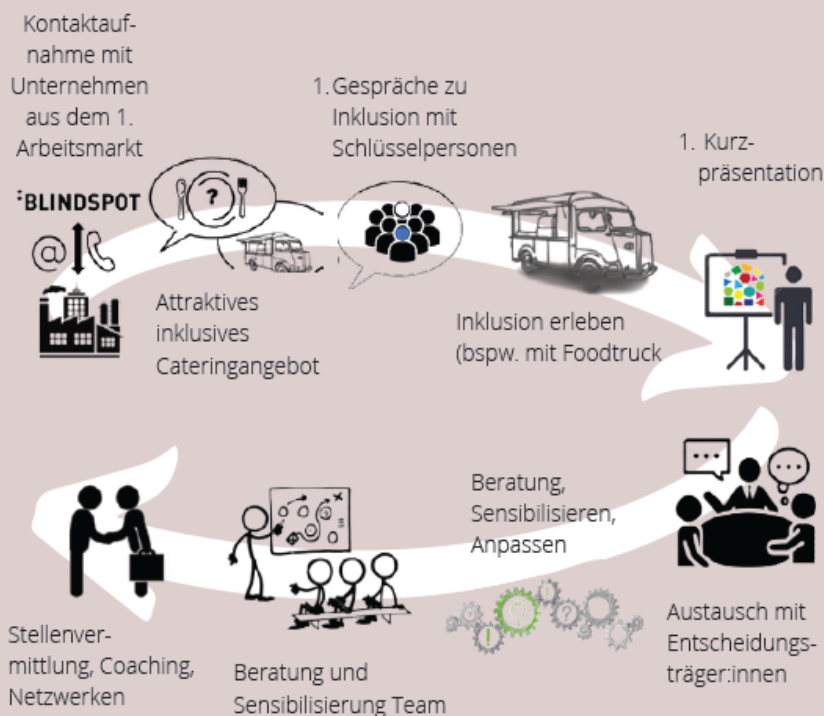 Kontaktauf-
nahme mit
Unternehmen
aus dem 1.
Arbeitsmarkt
:BLINDSPOT
@
?
Attraktives
inklusives
Cateringangebot
1. Gespräche zu
Inklusion mit
Schlüsselpersonen
Inklusion erleben
(bspw. mit Foodtruck
1. Kurz-
präsentation
Austausch mit
Entscheidungs-
träger:innen
Beratung,
Sensibilisieren,
Anpassen
! ! ?
Beratung und
Sensibilisierung Team
Stellenver-
mittlung, Coaching,
Netzwerken